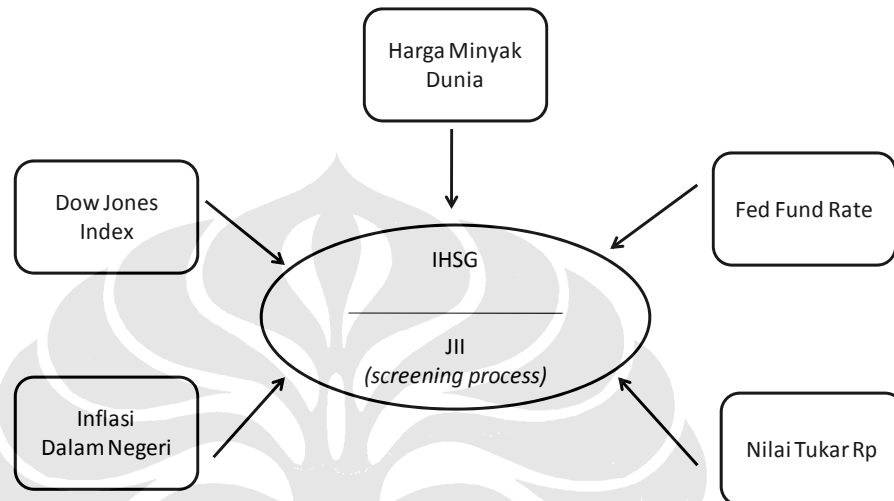 Harga Minyak
Dunia
Dow Jones
Index
Fed Fund Rate
IHSG
JII
(screening process)
Inflasi
Dalam Negeri
Nilai Tukar Rp